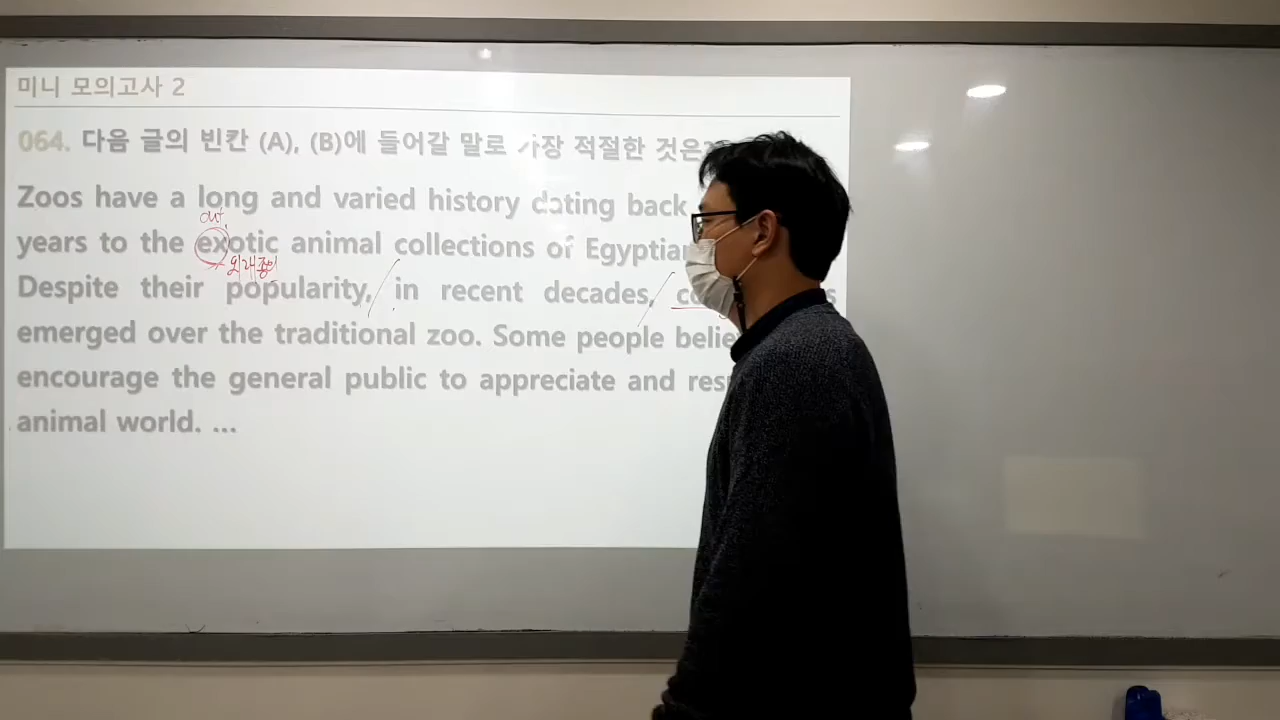 미니 모의고사 2
064. 다음 글의 빈칸 (A), (B)에 들어갈 말로 가장 적절한 것은?
Zoos have a long and varied history dating back
out.
years to the exotic animal collections of Egyptian
외래종의
Despite their popularity, in recent decades,
emerged over the traditional zoo. Some people
encourage the general public to appreciate and
animal world. ...